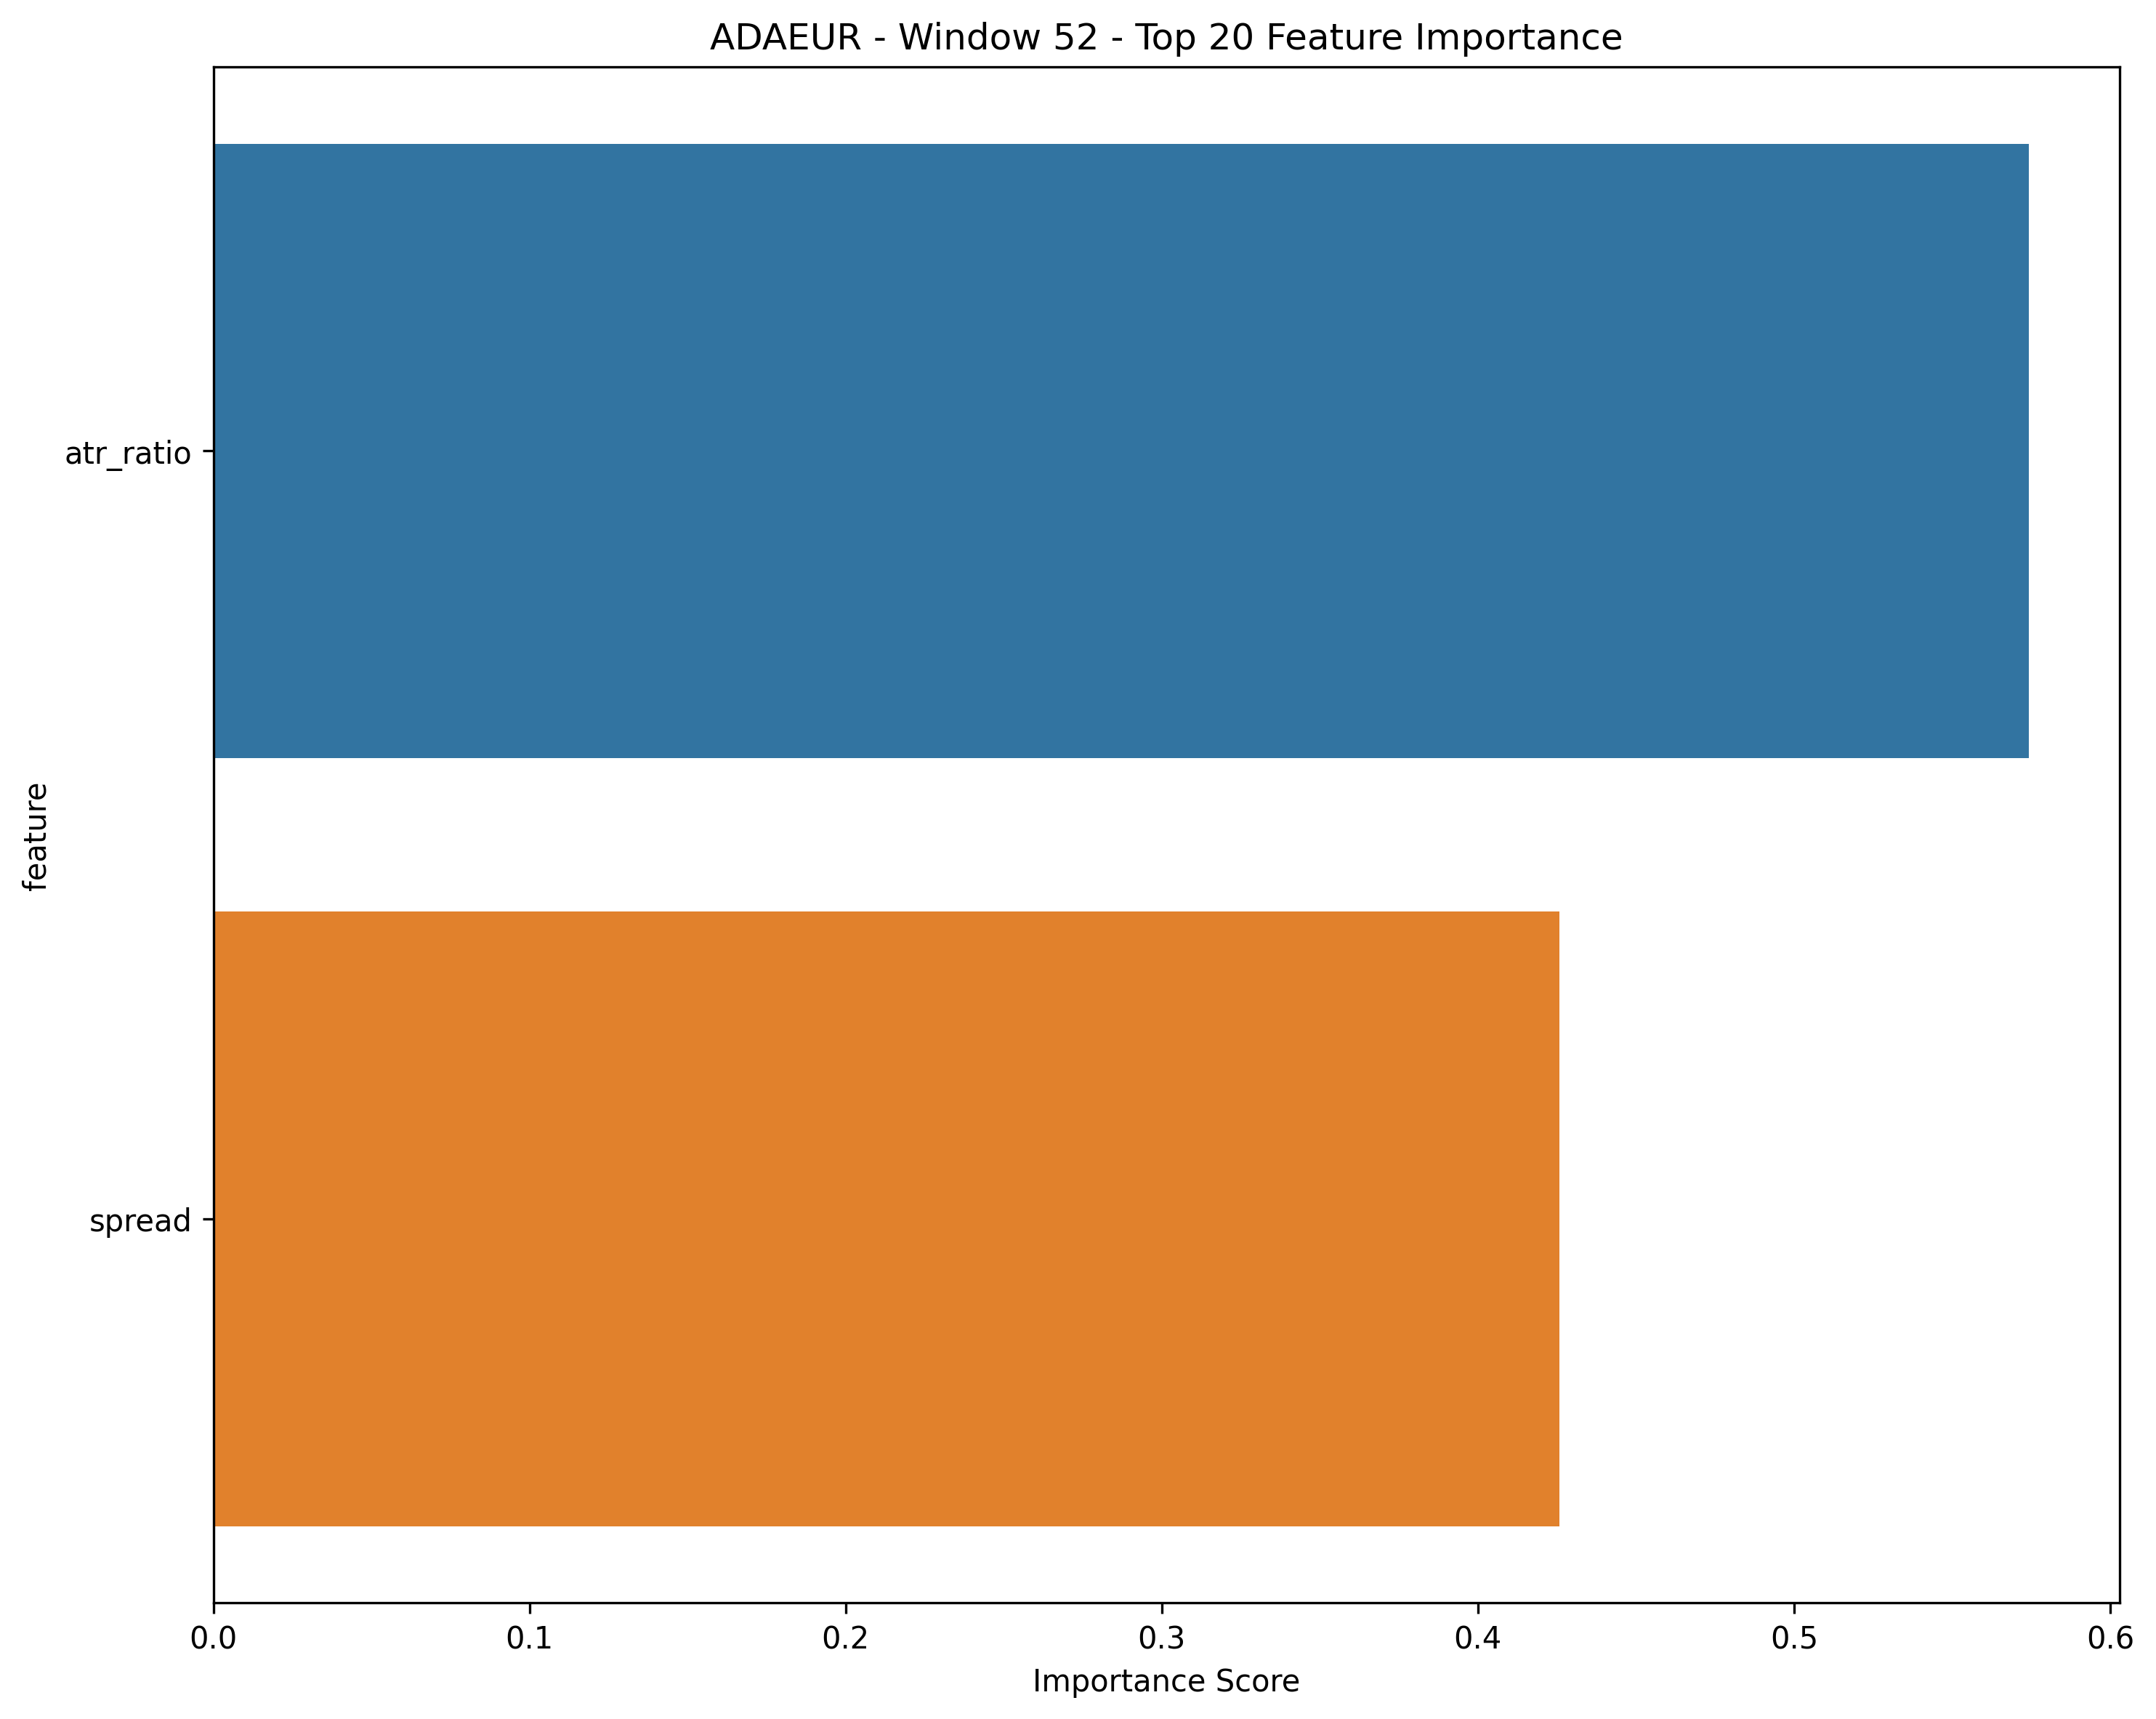 ADAEUR - Window 52 - Top 20 Feature Importance
atr_ratio
feature
spread
0.0 0.1 0.2 0.3 0.4 0.5 0.6
Importance Score